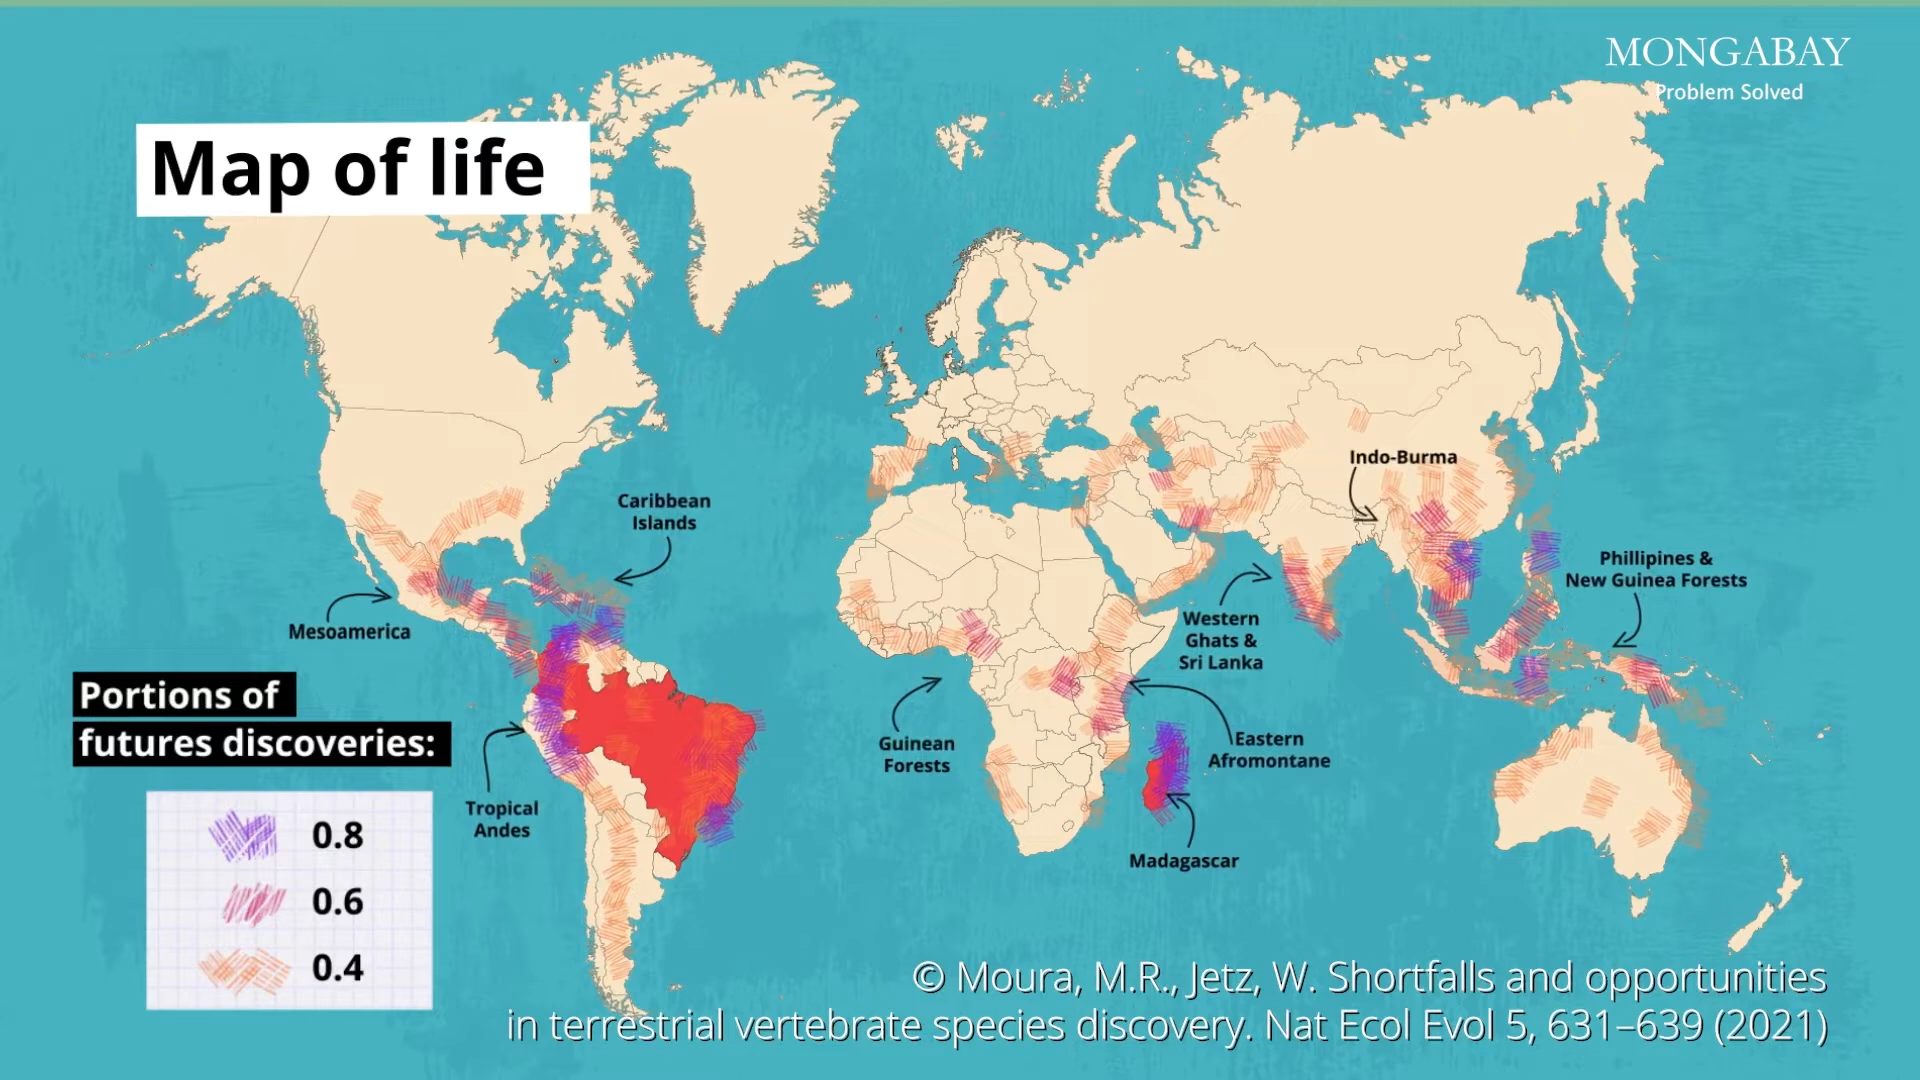 MONGABAY
Problem Solved
Map of life
Indo-Burma
Caribbean
Islands
Phillipines &
New Guinea Forests
Mesoamerica
Western
Ghats &
Sri Lanka
Portions of
futures discoveries:
Guinean
Forests
Eastern
Afromontane
Tropical
Andes
0.8
Madagascar
0.6
0.4
© Moura, M.R., Jetz, W. Shortfalls and opportunities
in terrestrial vertebrate species discovery. Nat Ecol Evol 5, 631–639 (2021)